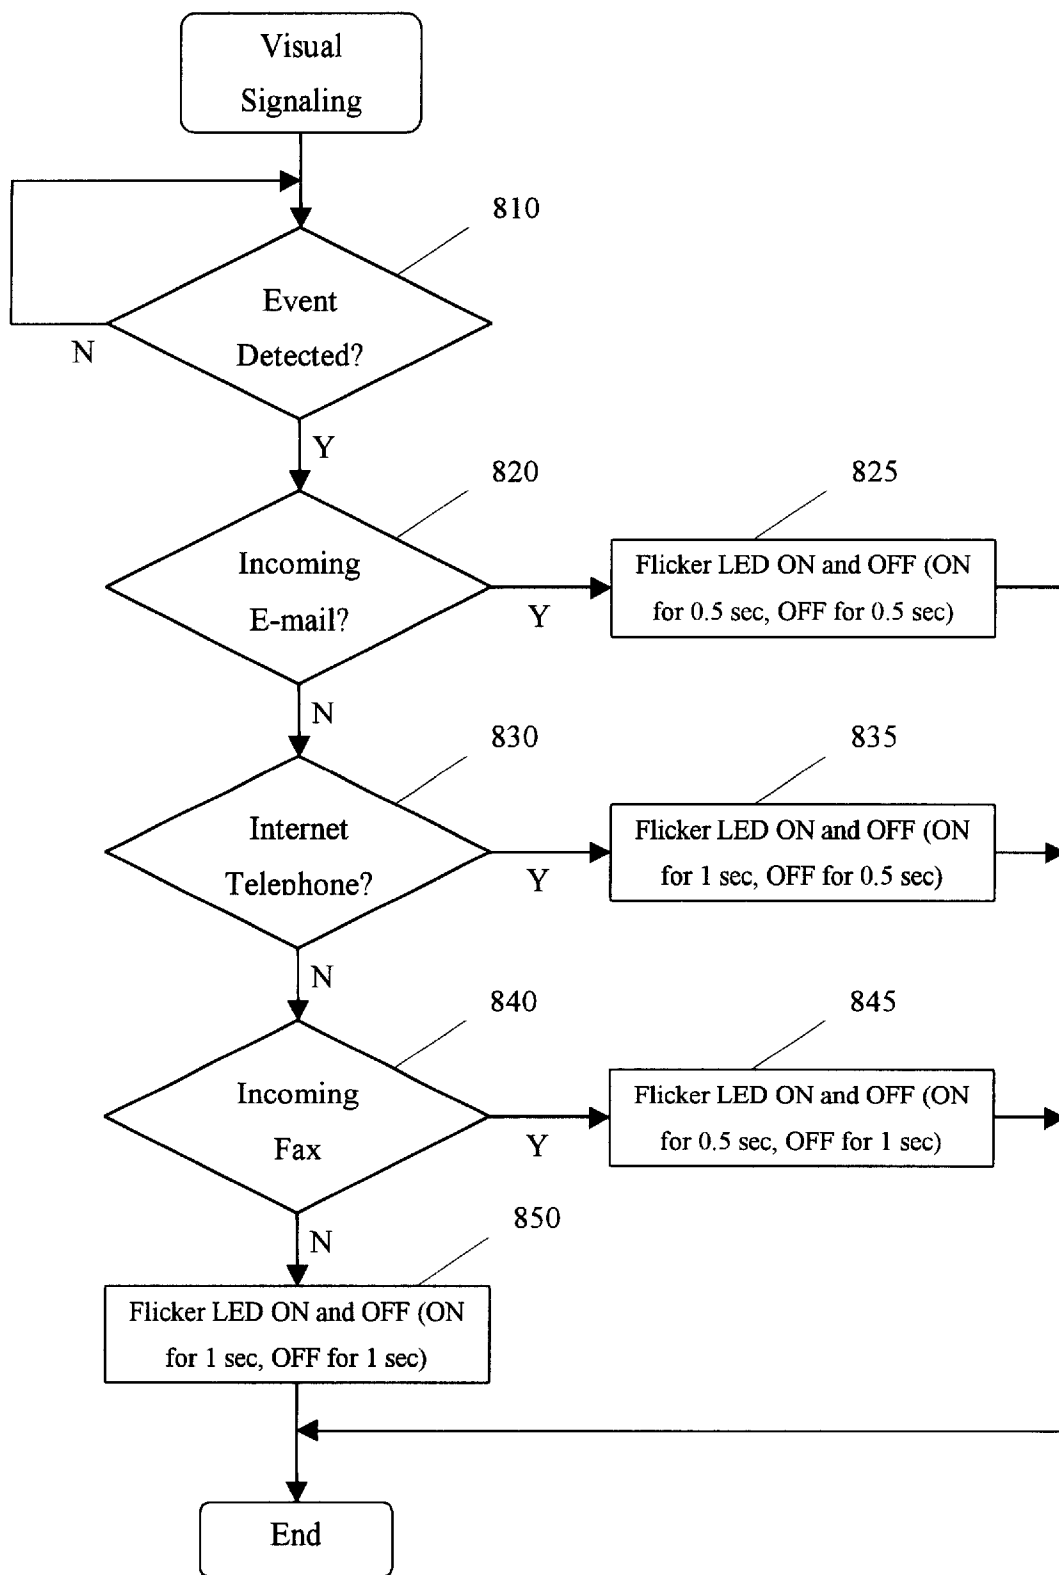 Visual
Signaling
810
Event
Detected?
N
Y
820
825
Incoming
E-mail?
Y
Flicker LED ON and OFF (ON
for 0.5 sec, OFF for 0.5 sec)
N
830
835
Internet
Telephone?
Y
Flicker LED ON and OFF (ON
for 1 sec, OFF for 0.5 sec)
N
840
845
Incoming
Fax
Y
Flicker LED ON and OFF (ON
for 0.5 sec, OFF for 1 sec)
N
850
Flicker LED ON and OFF (ON
for 1 sec, OFF for 1 sec)
End